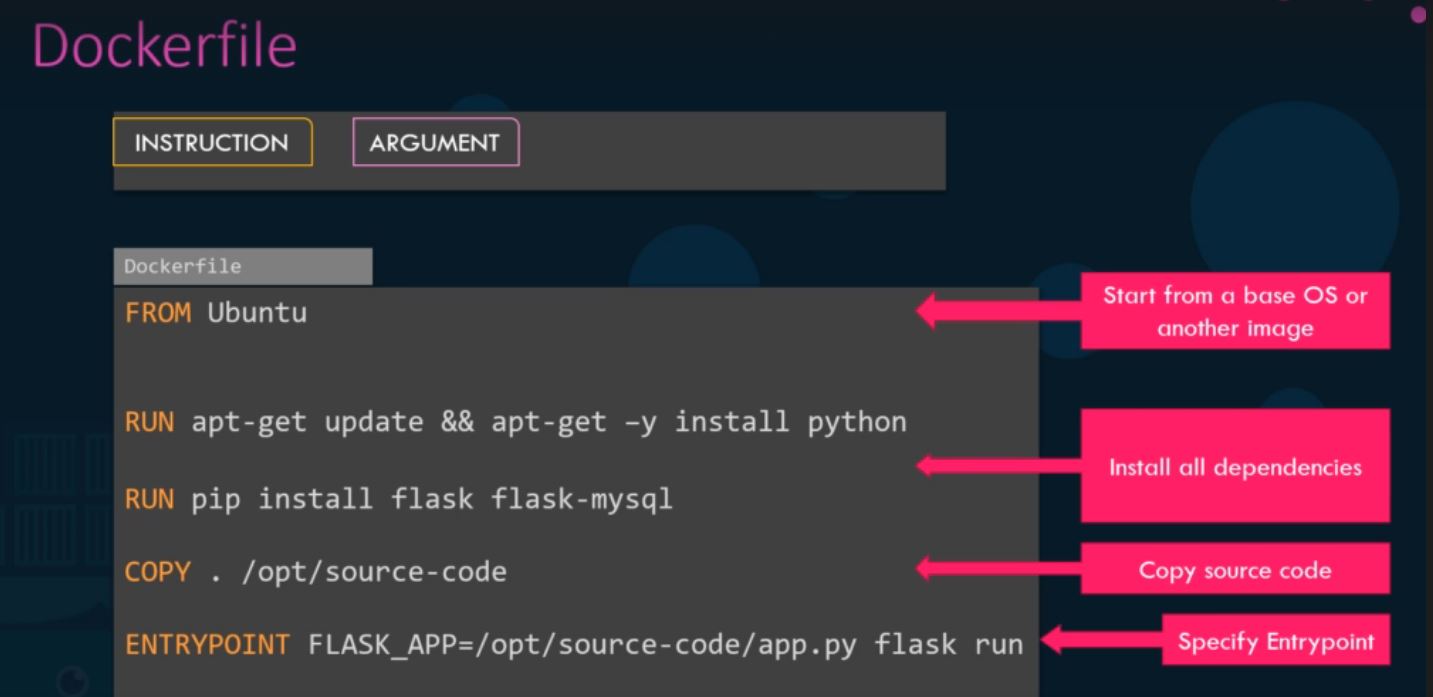 Dockerfile
INSTRUCTION ARGUMENT
Dockerfile
FROM Ubuntu
Start from a base OS or
another image
RUN apt-get update && apt-get –y install python
RUN pip install flask flask-mysql
Install all dependencies
COPY . /opt/source-code
Copy source code
ENTRYPOINT FLASK_APP=/opt/source-code/app.py flask run
Specify Entrypoint